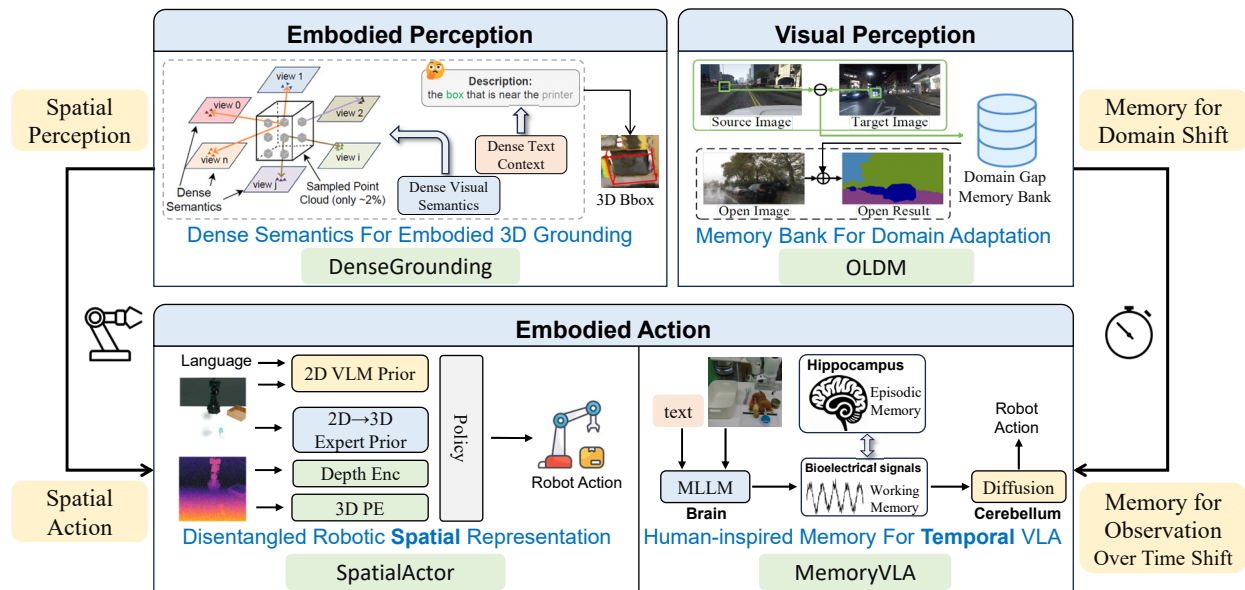 Embodied Perception
view 1
view 0
view 2
view n
view i
view j
Dense
Semantics
Sampled Point
Cloud (only ~2%)
Description:
the box that is near the printer
Dense Text
Context
Dense Visual
Semantics
3D Bbox
Dense Semantics For Embodied 3D Grounding
DenseGrounding
Visual Perception
Source Image
Target Image
Open Image
Open Result
Domain Gap
Memory Bank
Memory Bank For Domain Adaptation
OLDM
Spatial
Perception
Memory for
Domain Shift
Embodied Action
Language
2D VLM Prior
2D→3D
Expert Prior
Depth Enc
3D PE
Policy
Robot Action
Disentangled Robotic Spatial Representation
SpatialActor
text
MLLM
Brain
Hippocampus
Episodic
Memory
Bioelectrical signals
Working
Memory
Robot
Action
Diffusion
Cerebellum
Human-inspired Memory For Temporal VLA
MemoryVLA
Spatial
Action
Memory for
Observation
Over Time Shift